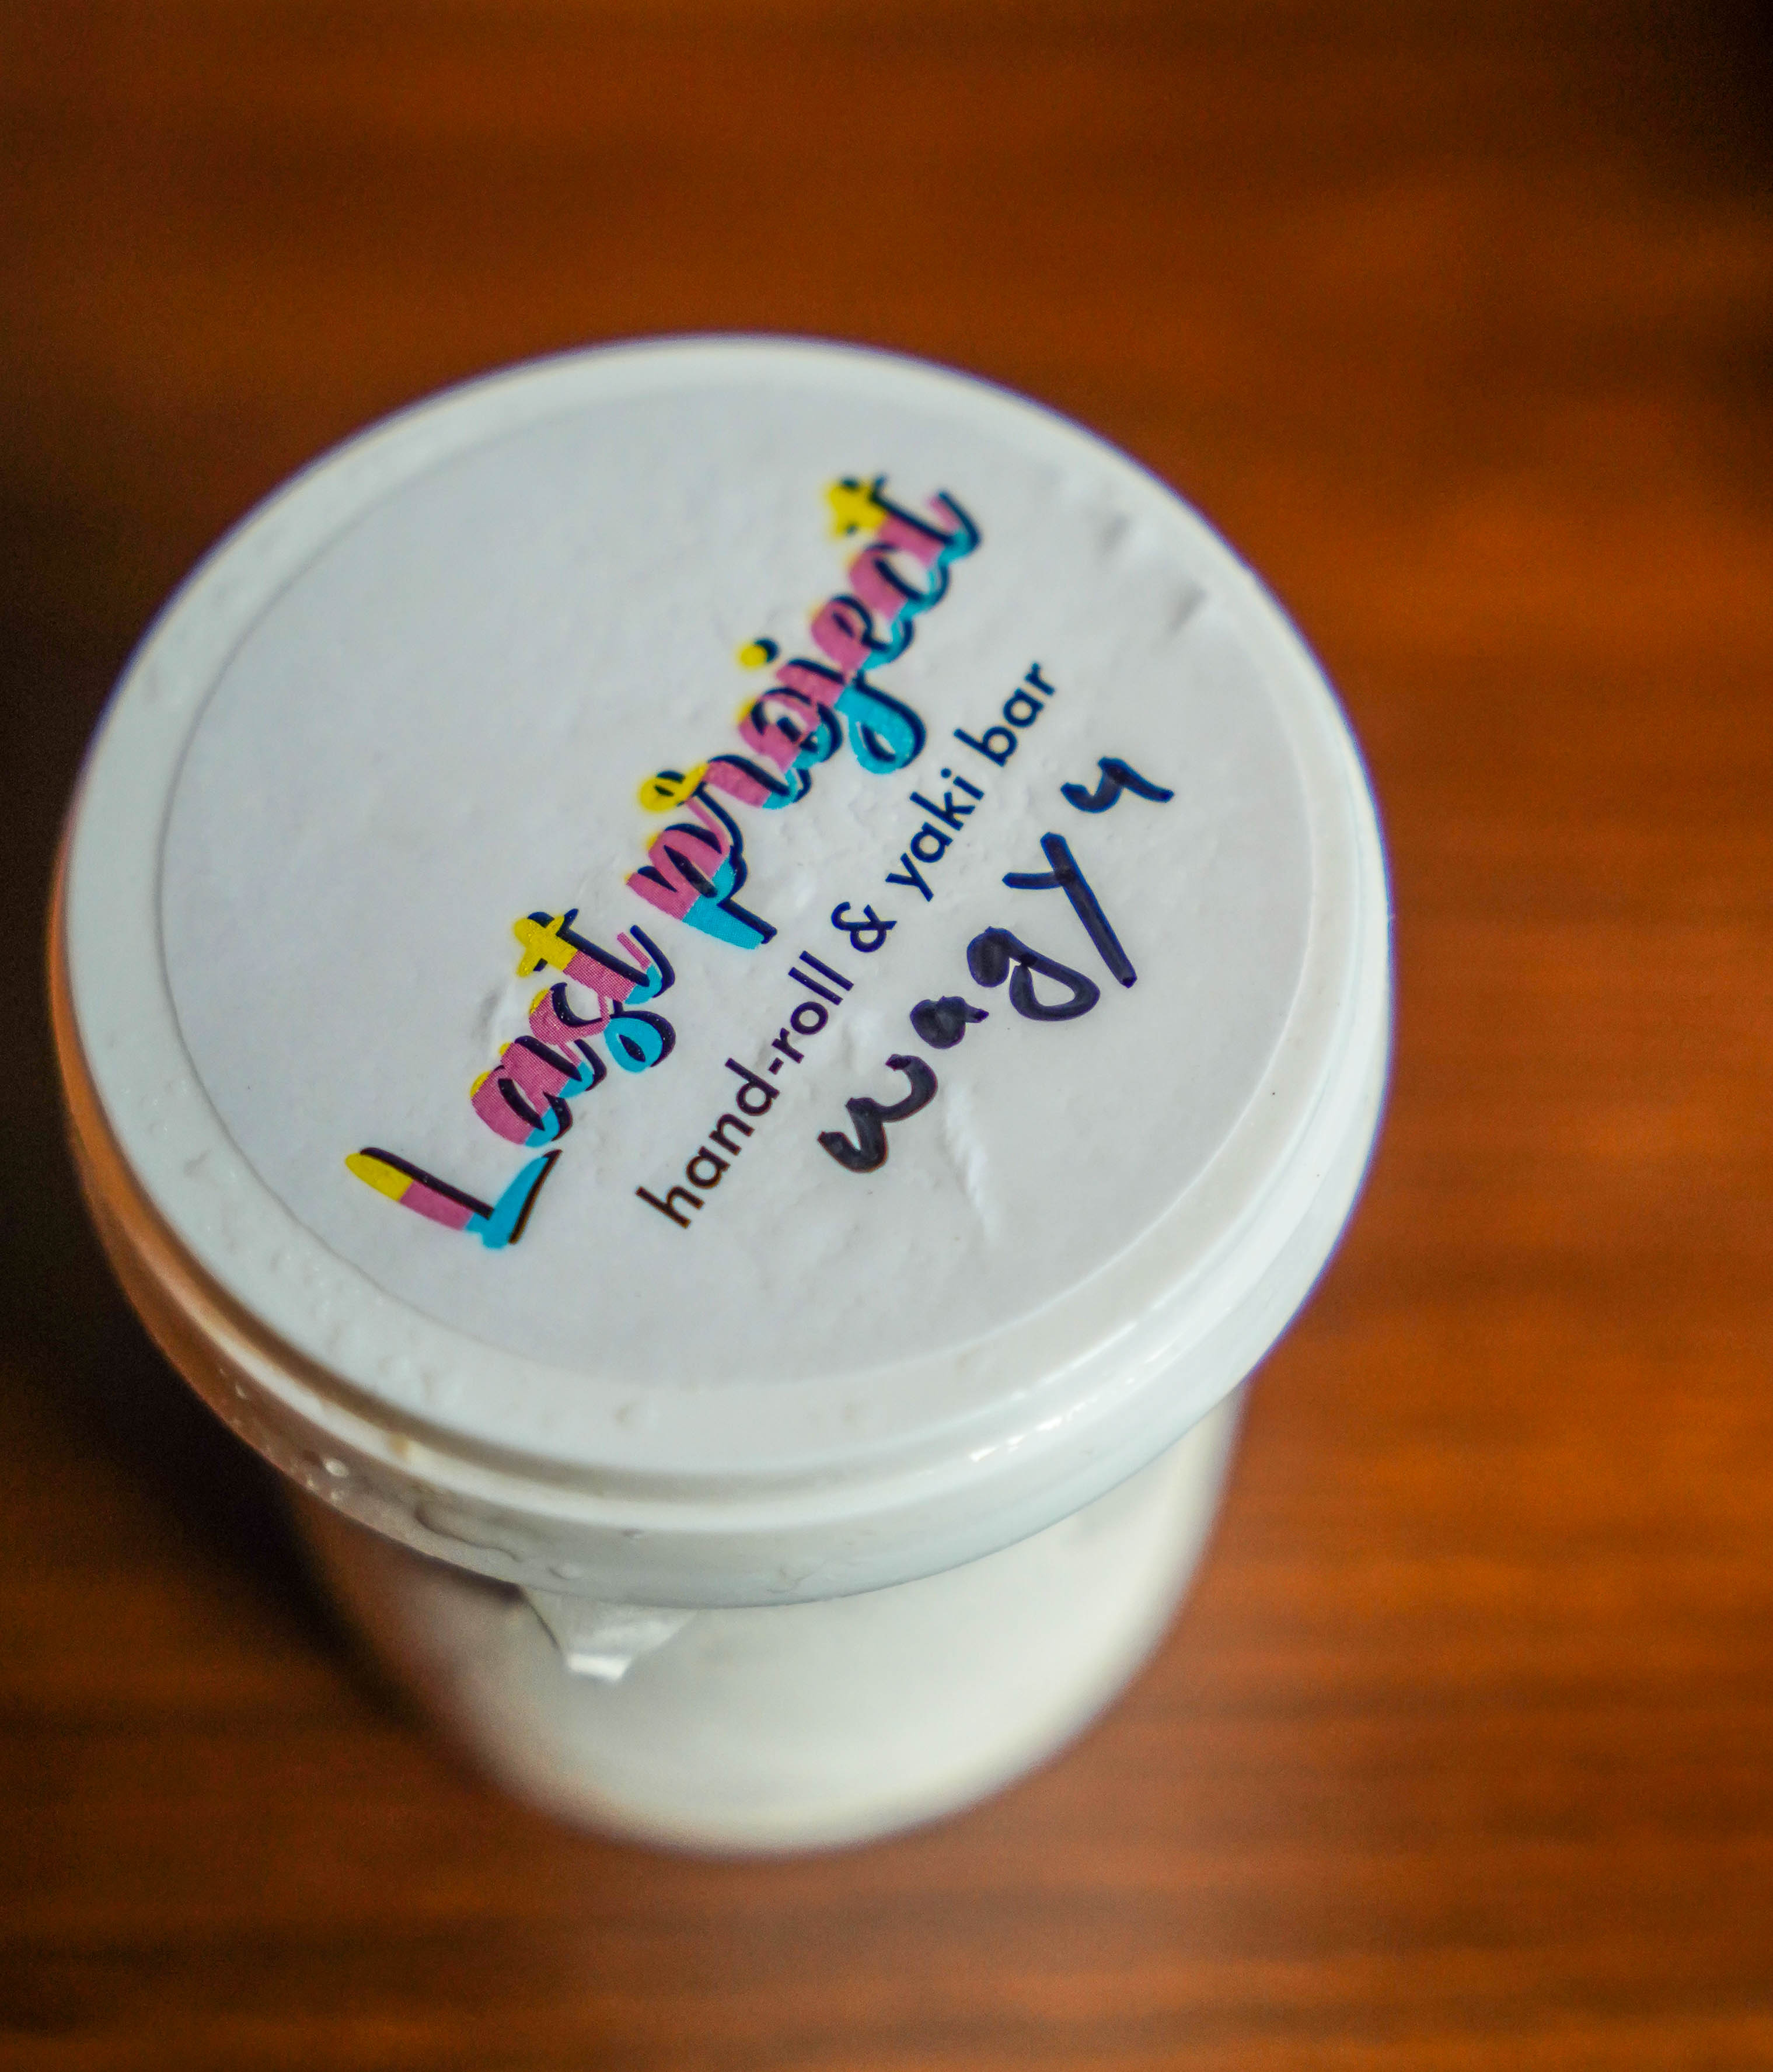 Last project
hand-roll & yaki bar
wagyu